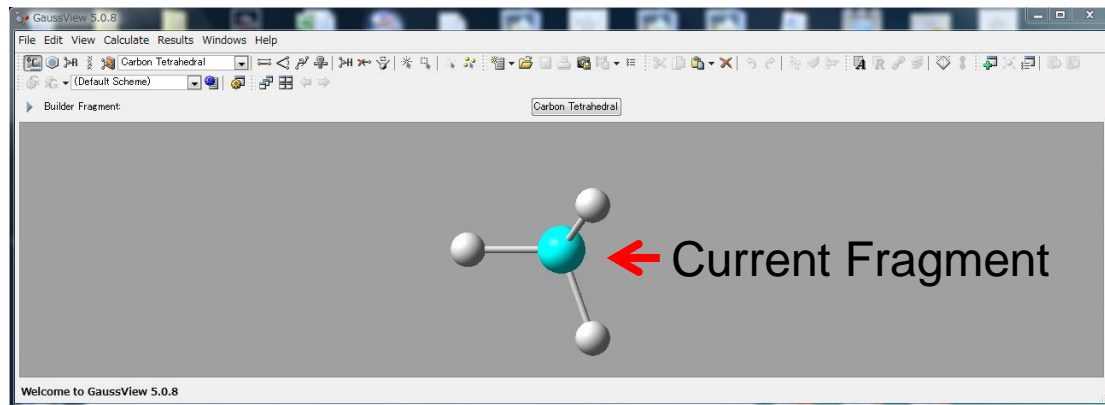 GaussView 5.0.8
File Edit View Calculate Results Windows Help
Carbon Tetrahedral
(Default Scheme)
Builder Fragment:
Carbon Tetrahedral
Current Fragment
Welcome to GaussView 5.0.8